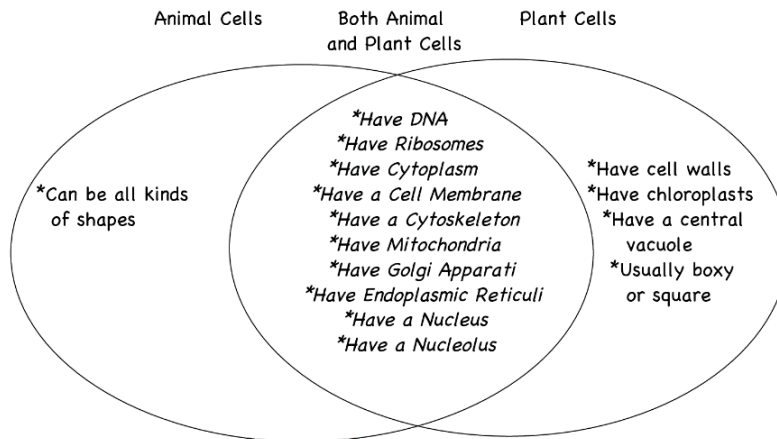 Animal Cells
Both Animal
and Plant Cells
Plant Cells
*Can be all kinds
of shapes
*Have DNA
*Have Ribosomes
*Have Cytoplasm
*Have a Cell Membrane
*Have a Cytoskeleton
*Have Mitochondria
*Have Golgi Apparati
*Have Endoplasmic Reticuli
*Have a Nucleus
*Have a Nucleolus
*Have cell walls
*Have chloroplasts
*Have a central
vacuole
*Usually boxy
or square